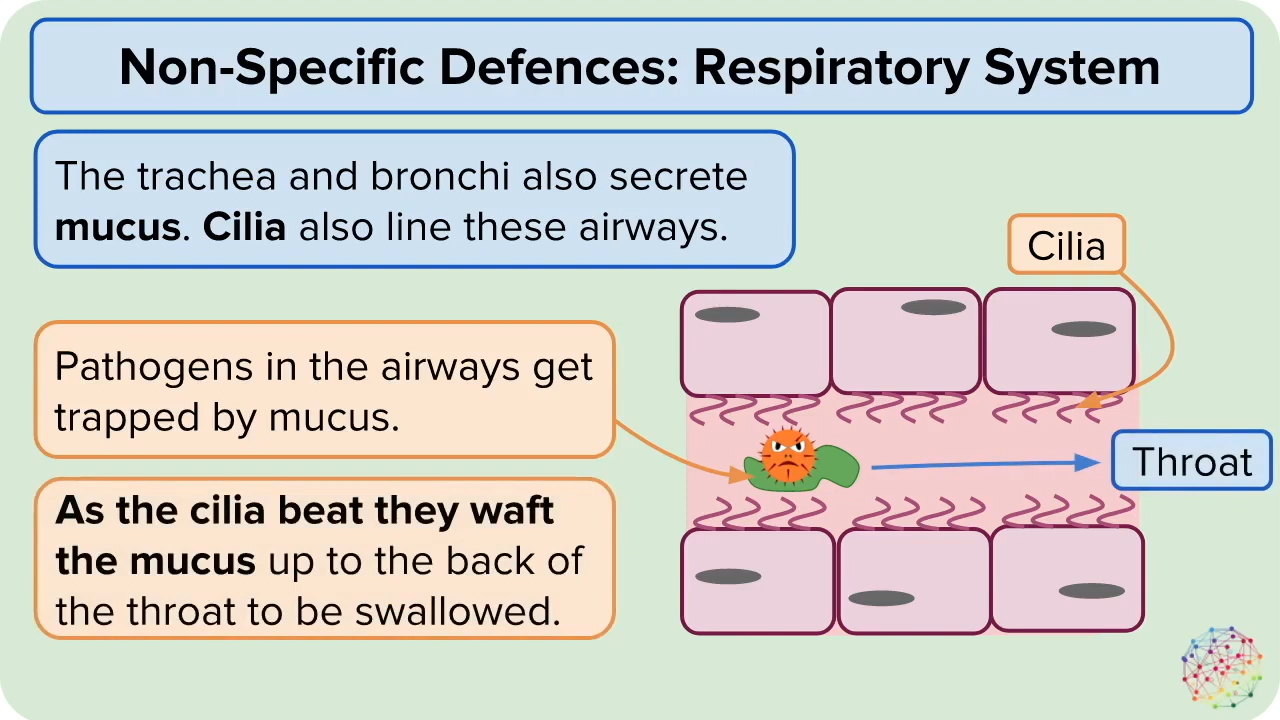 Non-Specific Defences: Respiratory System
The trachea and bronchi also secrete
mucus. Cilia also line these airways.
Cilia
Pathogens in the airways get
trapped by mucus.
Throat
As the cilia beat they waft
the mucus up to the back of
the throat to be swallowed.